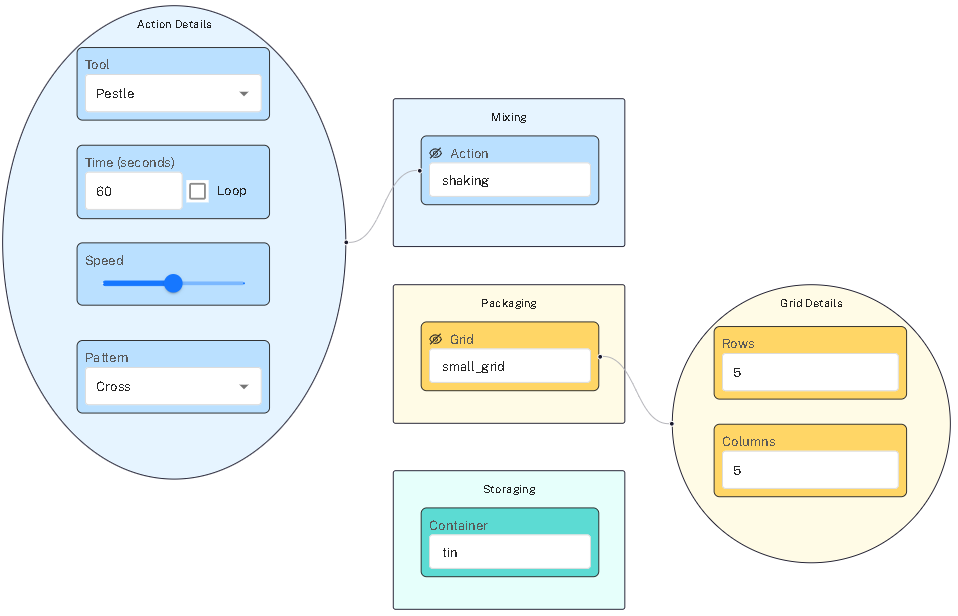 Action Details
Tool
Pestle
Time (seconds)
60
Loop
Speed
Pattern
Cross
Mixing
Action
shaking
Packaging
Grid
small_grid
Storaging
Container
tin
Grid Details
Rows
5
Columns
5